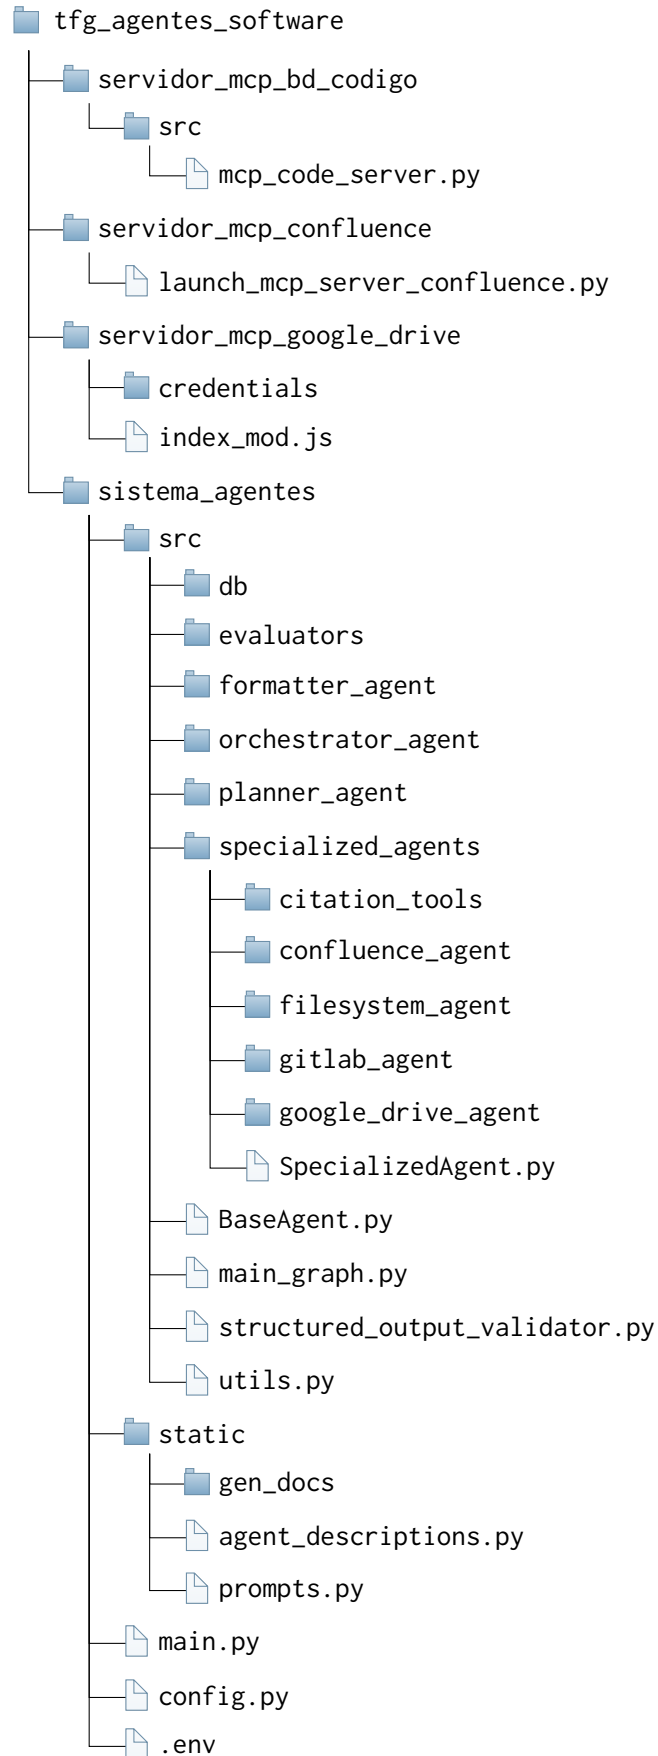 tfg_agentes_software
servidor_mcp_bd_codigo
src
mcp_code_server.py
servidor_mcp_confluence
launch_mcp_server_confluence.py
servidor_mcp_google_drive
credentials
index_mod.js
sistema_agentes
src
db
evaluators
formatter_agent
orchestrator_agent
planner_agent
specialized_agents
citation_tools
confluence_agent
filesystem_agent
gitlab_agent
google_drive_agent
SpecializedAgent.py
BaseAgent.py
main_graph.py
structured_output_validator.py
utils.py
static
gen_docs
agent_descriptions.py
prompts.py
main.py
config.py
.env